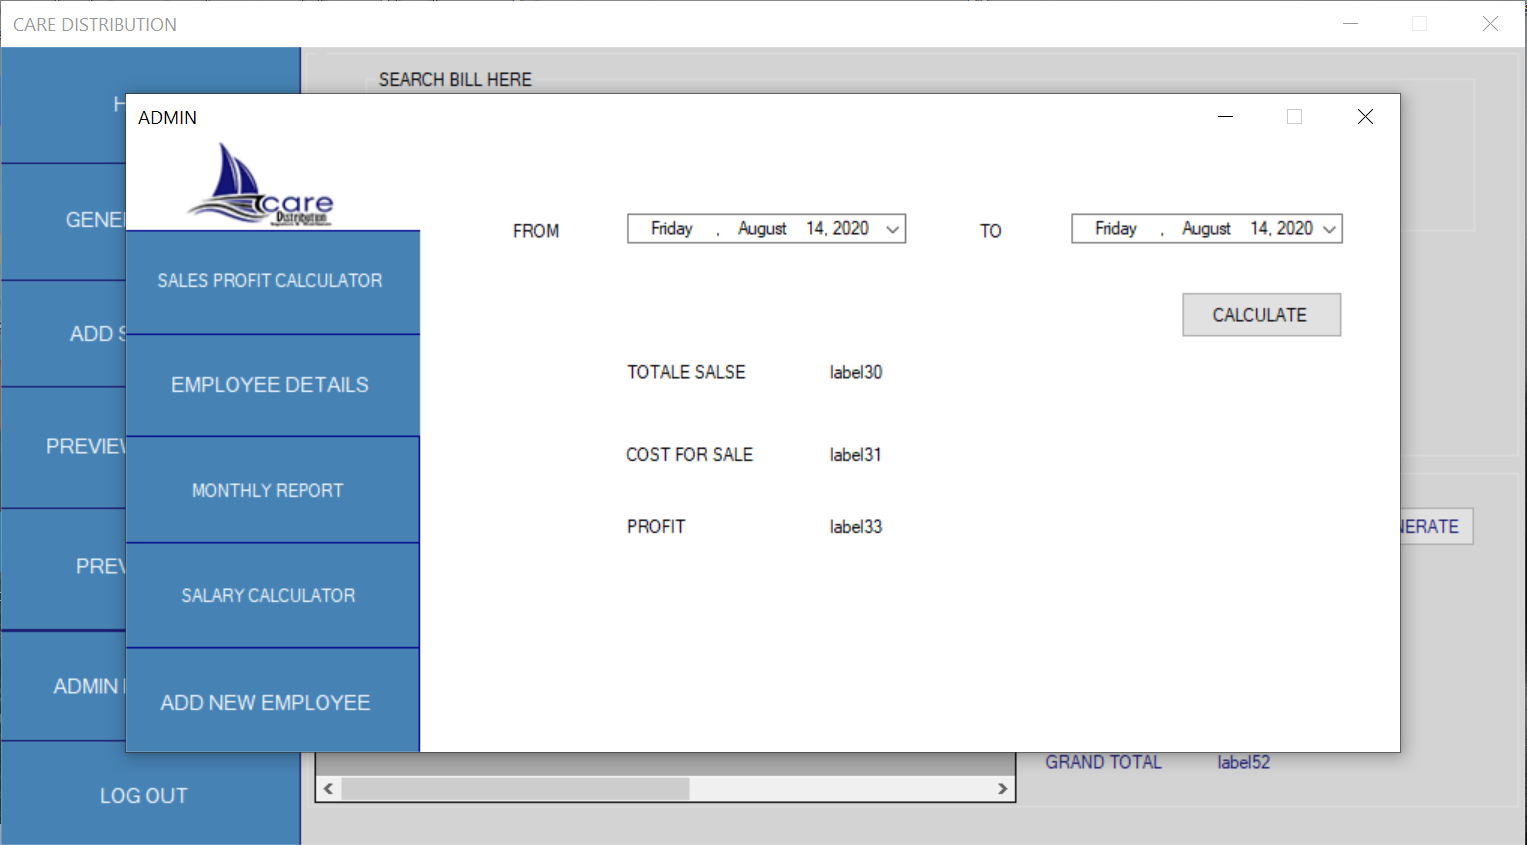 CARE DISTRIBUTION
SEARCH BILL HERE
ADMIN
care
Distribution
FROM
Friday , August 14, 2020
TO
Friday , August 14, 2020
CALCULATE
SALES PROFIT CALCULATOR
EMPLOYEE DETAILS
MONTHLY REPORT
SALARY CALCULATOR
ADD NEW EMPLOYEE
TOTALE SALSE label30
COST FOR SALE label31
PROFIT label33
H
GENE
ADD S
PREVIEW
PREV
ADMIN
LOG OUT
NERATE
GRAND TOTAL label52